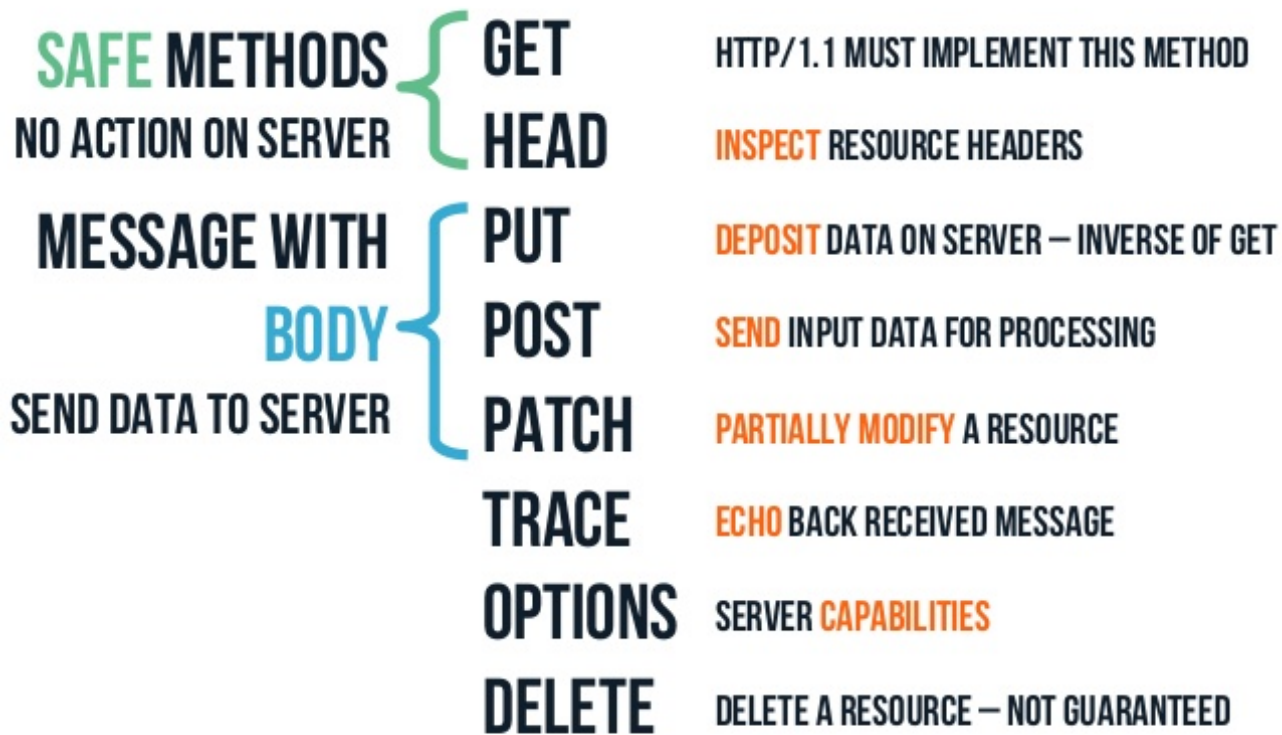 SAFE METHODS
NO ACTION ON SERVER
GET HTTP/1.1 MUST IMPLEMENT THIS METHOD
HEAD INSPECT RESOURCE HEADERS
MESSAGE WITH
BODY
SEND DATA TO SERVER
PUT DEPOSIT DATA ON SERVER – INVERSE OF GET
POST SEND INPUT DATA FOR PROCESSING
PATCH PARTIALLY MODIFY A RESOURCE
TRACE ECHO BACK RECEIVED MESSAGE
OPTIONS SERVER CAPABILITIES
DELETE DELETE A RESOURCE – NOT GUARANTEED